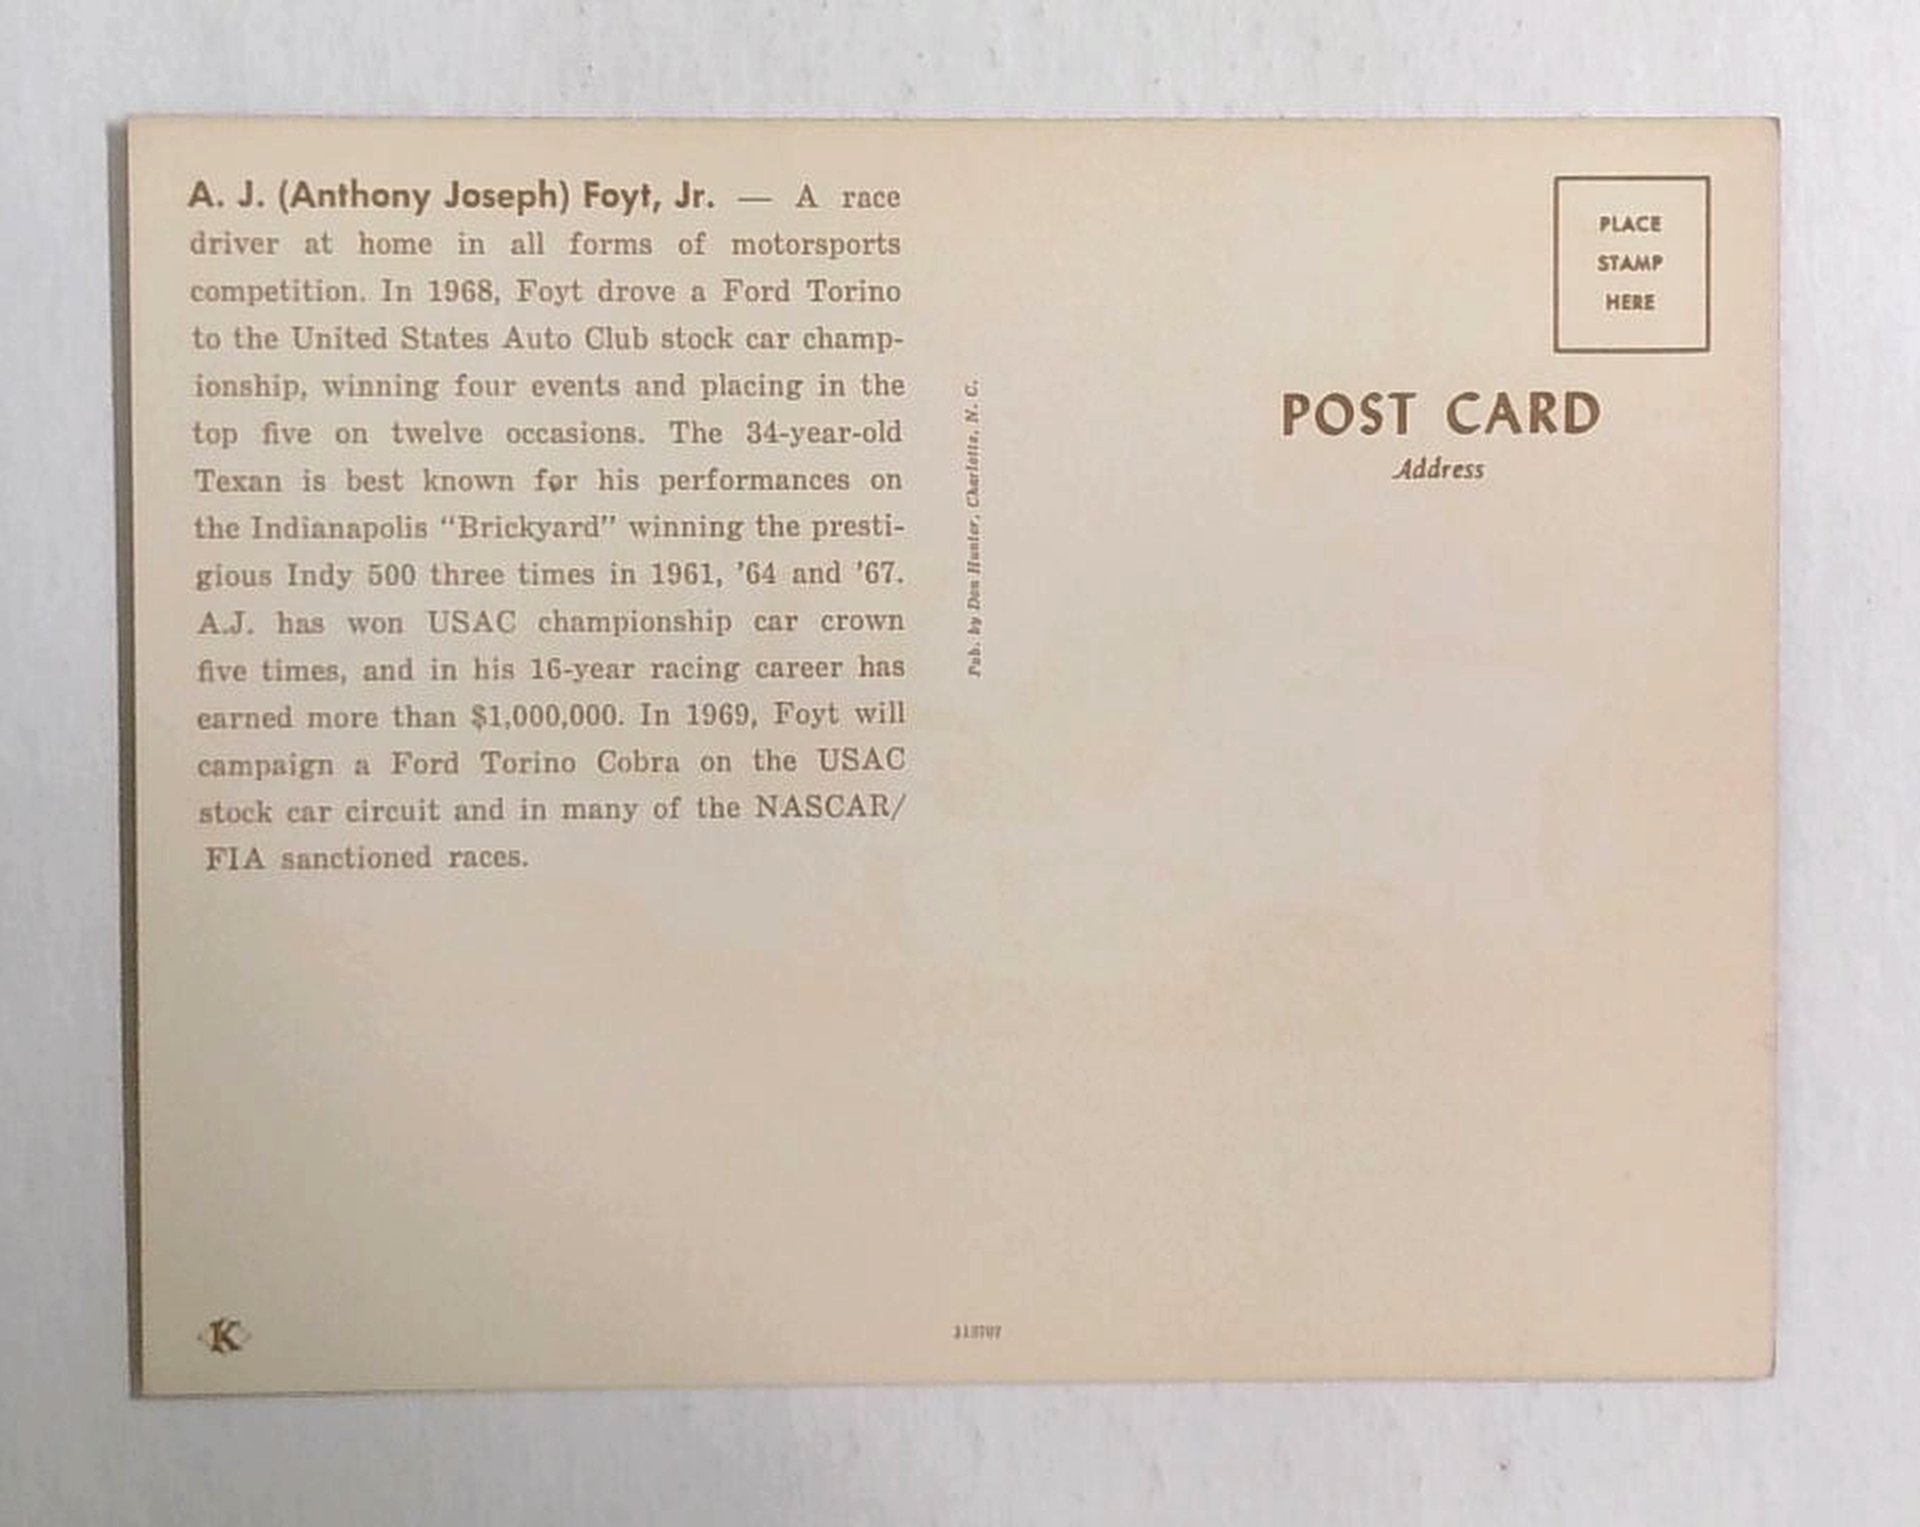 A. J. (Anthony Joseph) Foyt, Jr. — A race
driver at home in all forms of motorsports
competition. In 1968, Foyt drove a Ford Torino
to the United States Auto Club stock car champ-
ionship, winning four events and placing in the
top five on twelve occasions. The 34-year-old
Texan is best known for his performances on
the Indianapolis "Brickyard" winning the presti-
gious Indy 500 three times in 1961, '64 and '67.
A.J. has won USAC championship car crown
five times, and in his 16-year racing career has
earned more than $1,000,000. In 1969, Foyt will
campaign a Ford Torino Cobra on the USAC
stock car circuit and in many of the NASCAR/
FIA sanctioned races.
K
Pub. by Don Hunter, Charlotte, N. C.
PLACE
STAMP
HERE
POST CARD
Address